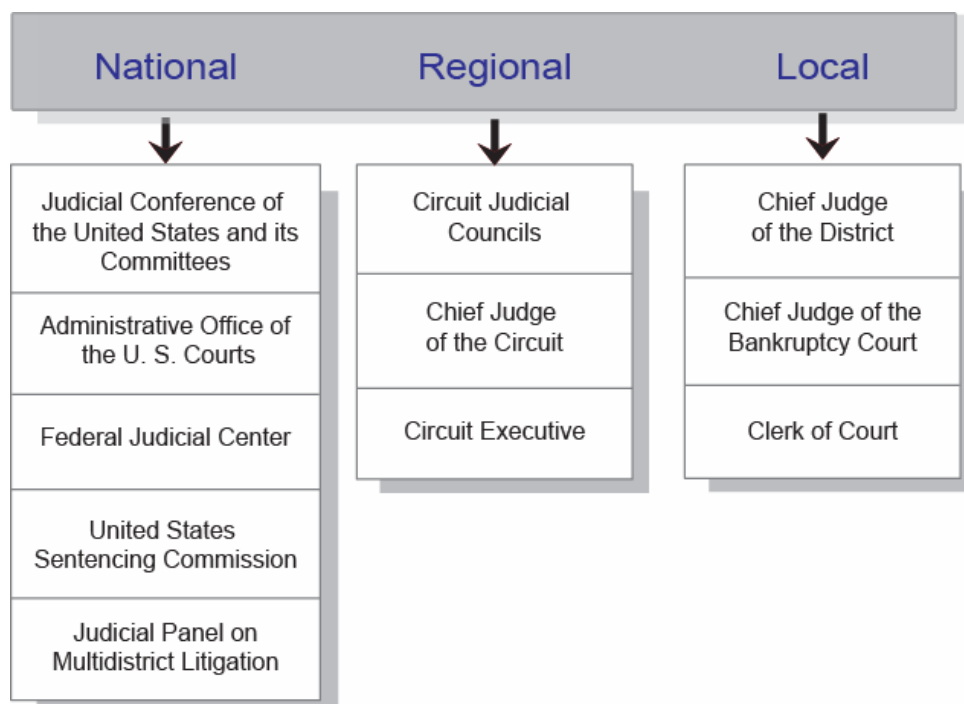 National
Regional
Local
Judicial Conference of
the United States and its
Committees
Administrative Office of
the U. S. Courts
Federal Judicial Center
United States
Sentencing Commission
Judicial Panel on
Multidistrict Litigation
Circuit Judicial
Councils
Chief Judge
of the Circuit
Circuit Executive
Chief Judge
of the District
Chief Judge of the
Bankruptcy Court
Clerk of Court